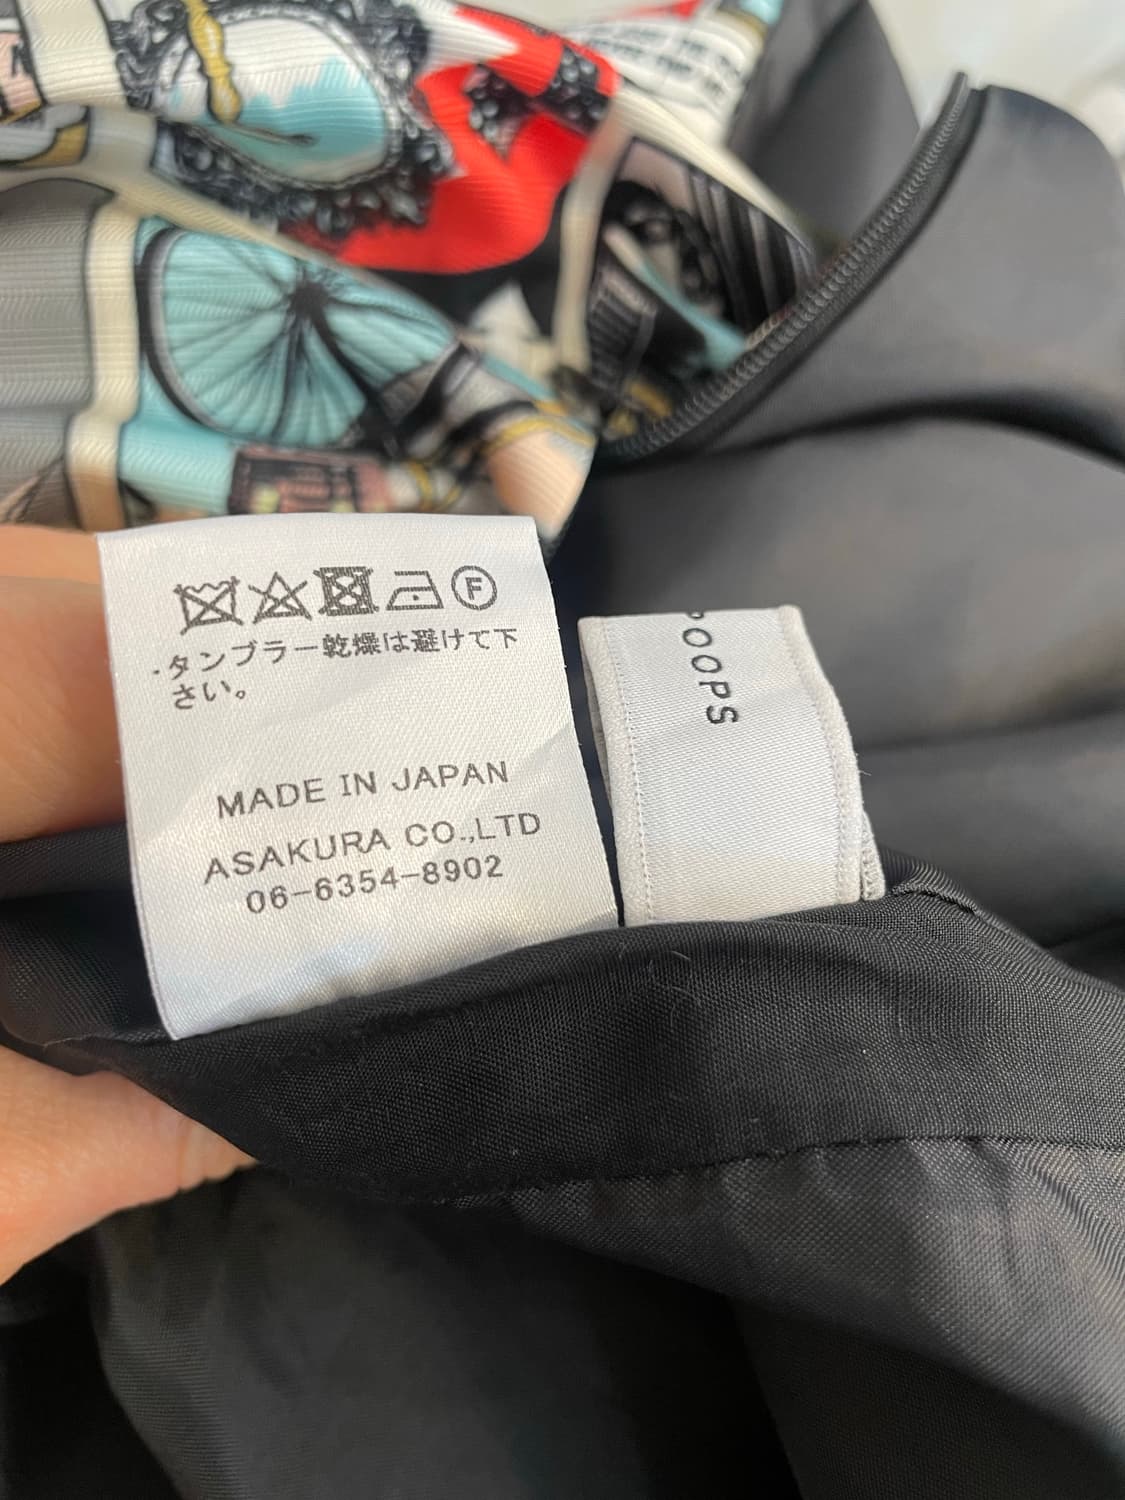 F
・タンブラー乾燥は避けて下
さい。
MADE IN JAPAN
ASAKURA CO.,LTD
06-6354-8902
OOPS